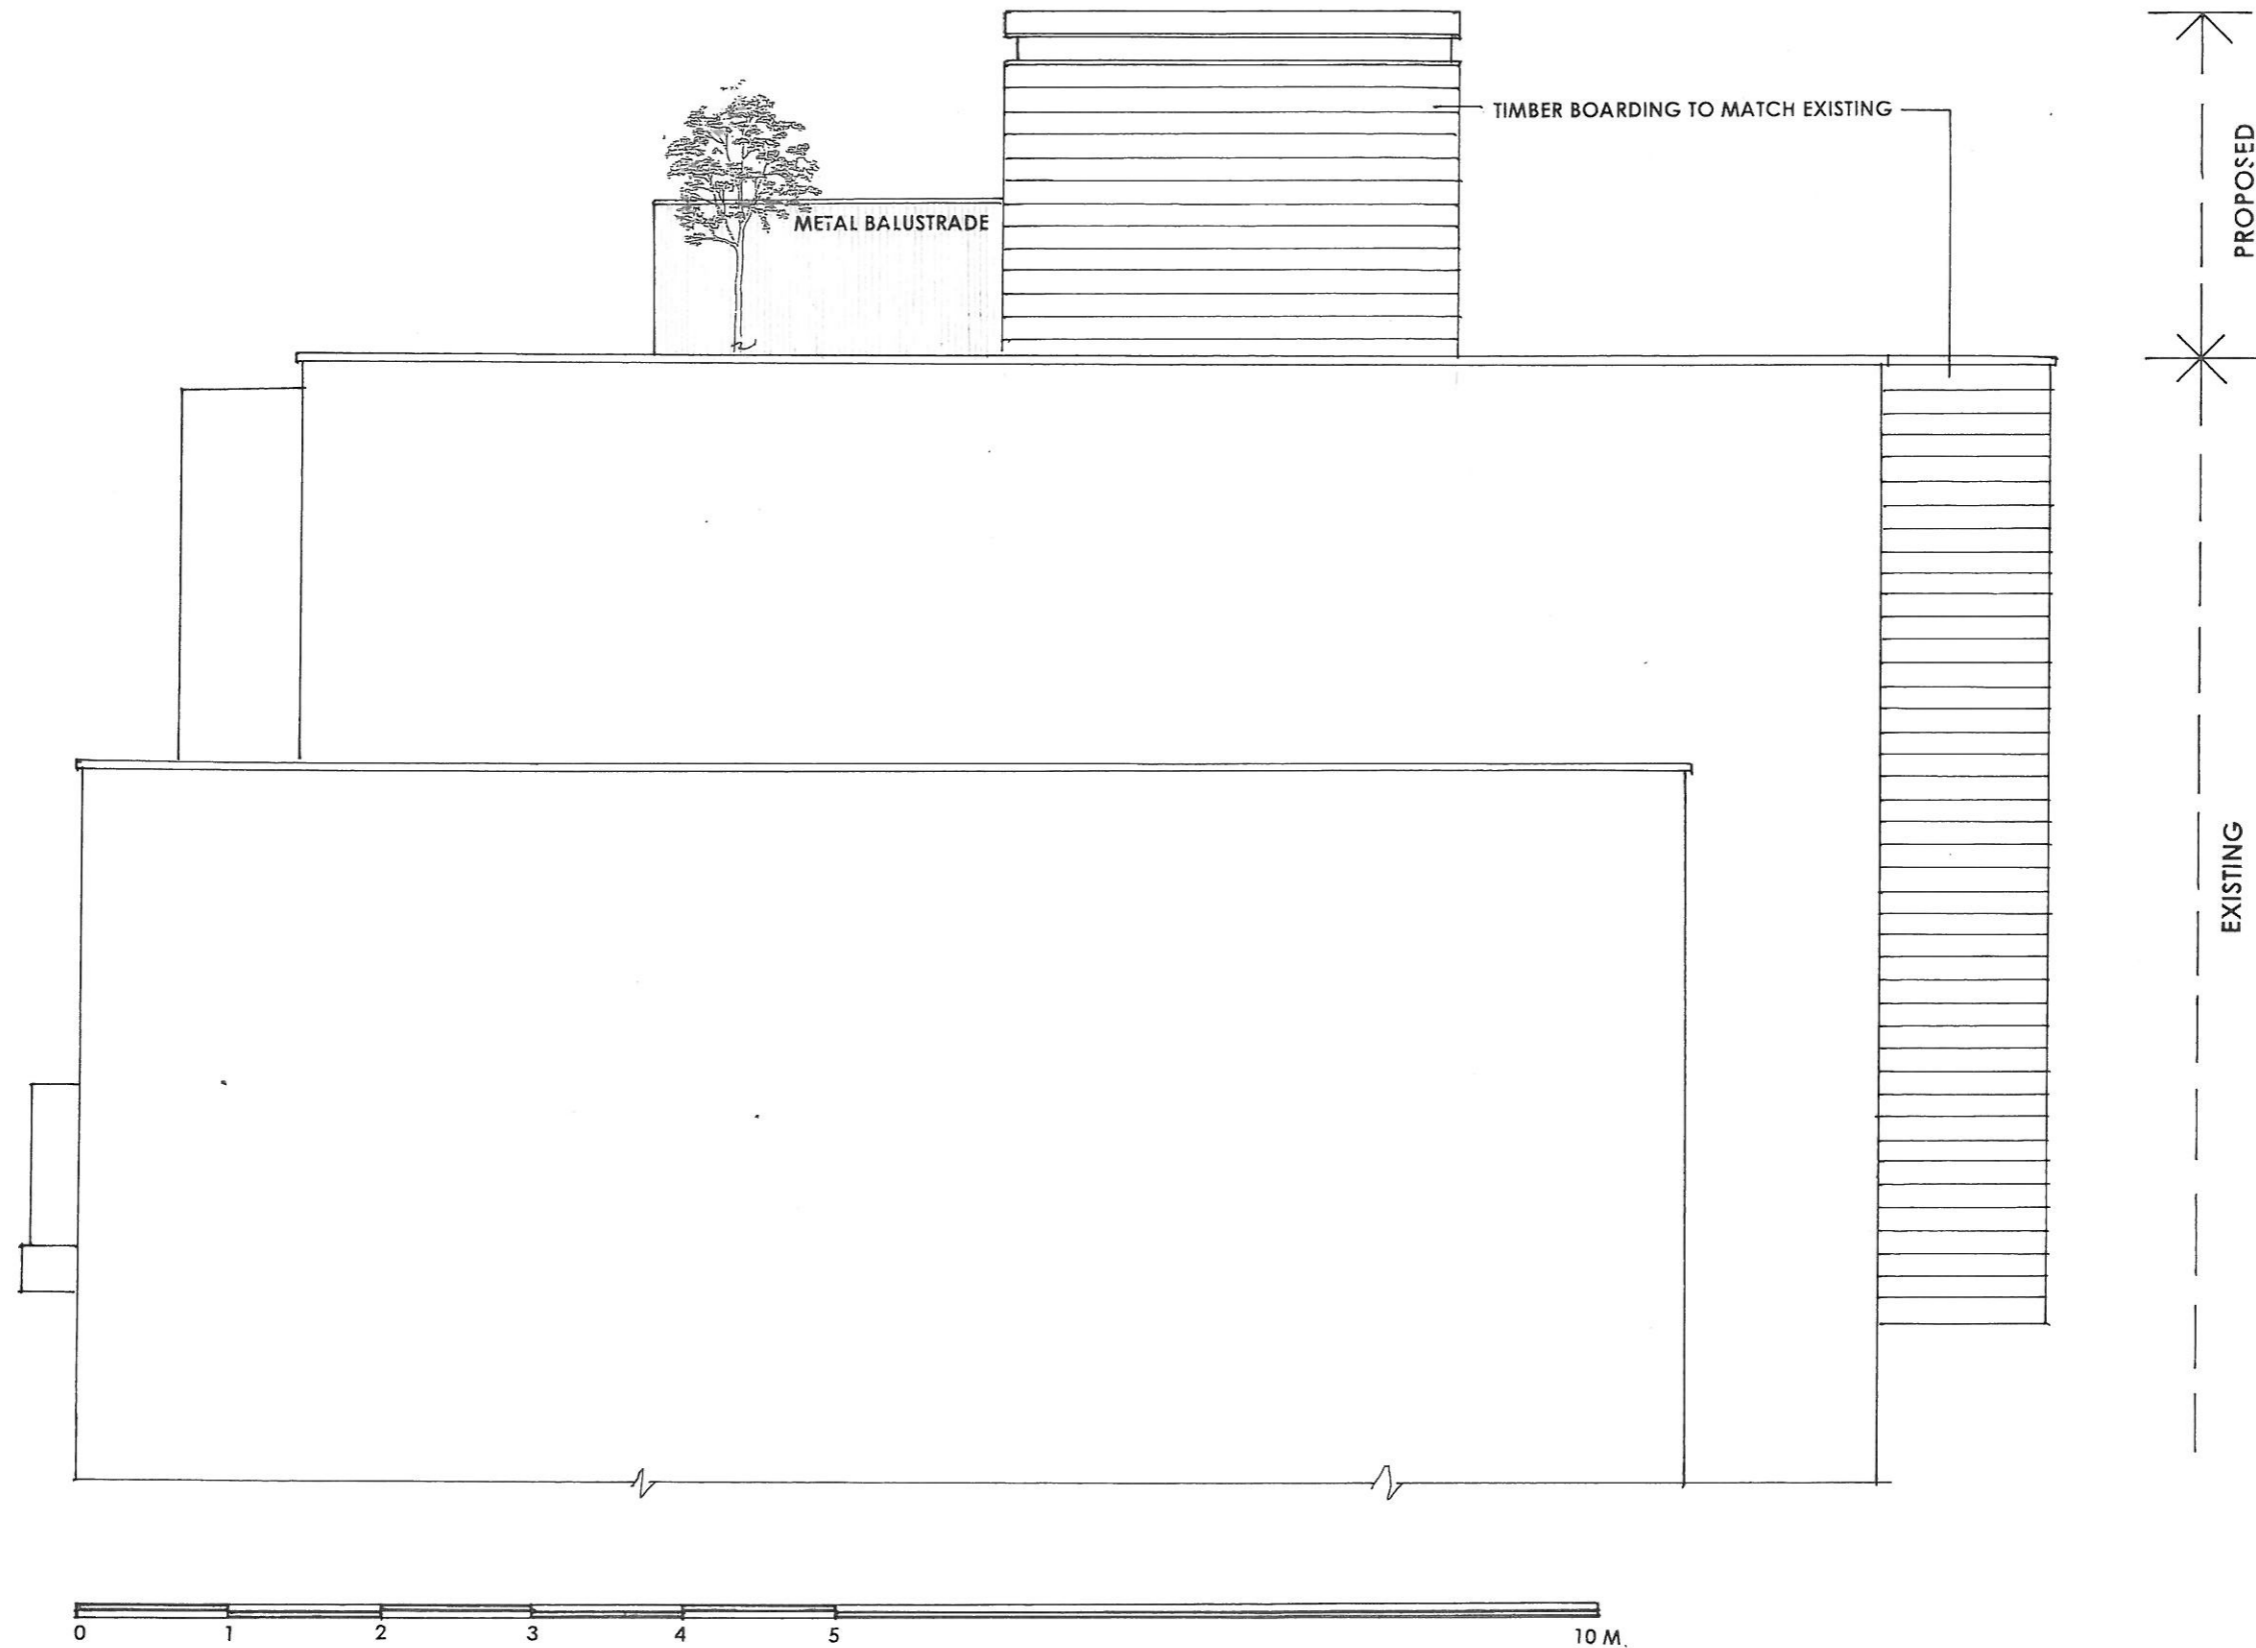 TIMBER BOARDING TO MATCH EXISTING
PROPOSED
METAL BALUSTRADE
EXISTING
0 1 2 3 4 5 10 M.